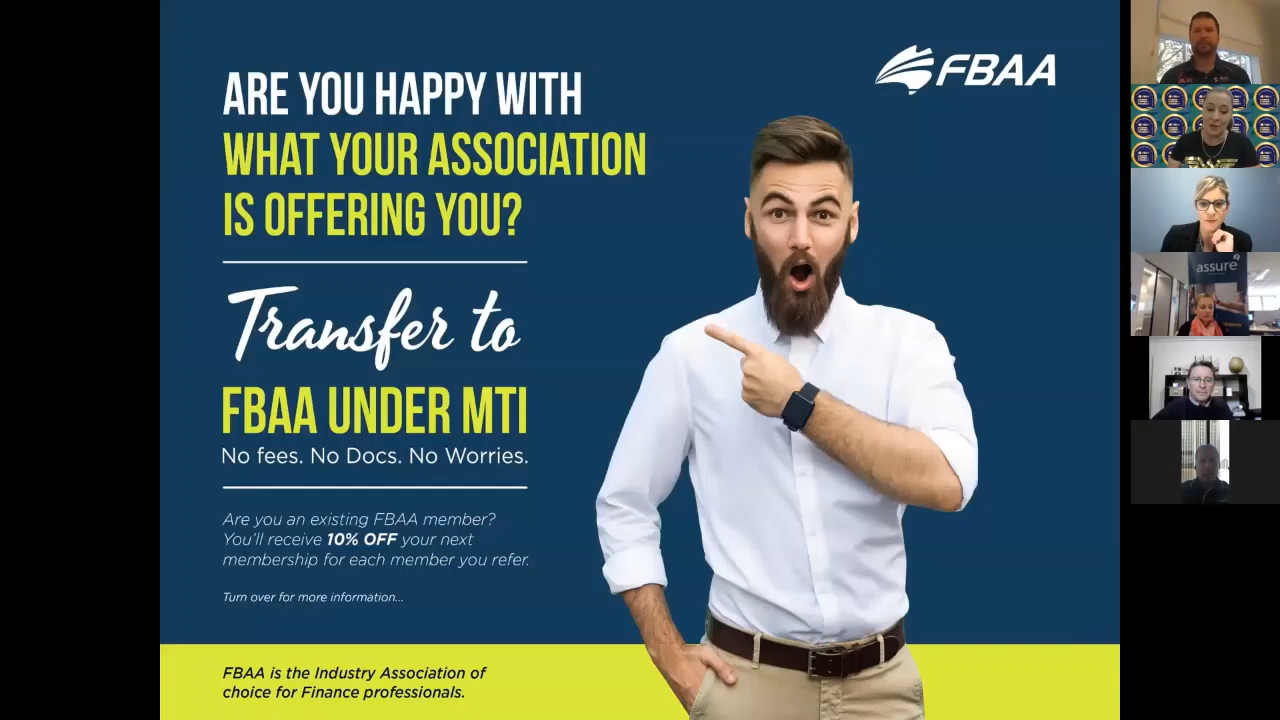 FBAA
ARE YOU HAPPY WITH
WHAT YOUR ASSOCIATION
IS OFFERING YOU?
Transfer to
FBAA UNDER MTI
No fees. No Docs. No Worries.
Are you an existing FBAA member?
You'll receive 10% OFF your next
membership for each member you refer.
Turn over for more information...
FBAA is the Industry Association of
choice for Finance professionals.
assure